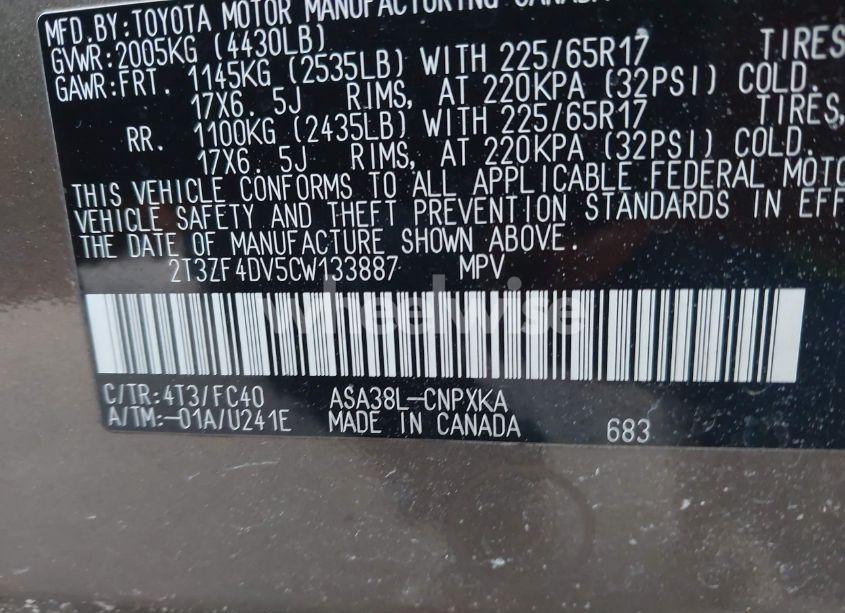 MFD.BY:TOYOTA MOTOR MANUFACTURING CANADA
GVWR:2005KG (4430LB)
GAWR:FRT. 1145KG (2535LB) WITH 225/65R17 TIRES
17X6. 5J RIMS, AT 220KPA (32PSI) COLD.
RR. 1100KG (2435LB) WITH 225/65R17 TIRES,
17X6. 5J RIMS, AT 220KPA (32PSI) COLD.
THIS VEHICLE CONFORMS TO ALL APPLICABLE FEDERAL MOTO
VEHICLE SAFETY AND THEFT PREVENTION STANDARDS IN EFF
THE DATE OF MANUFACTURE SHOWN ABOVE.
2T3ZF4DV5CW133887 MPV
wheelwise
C/TR:4T3/FC40 ASA38L-CNPXKA
A/TM:-01A/U241E MADE IN CANADA 683